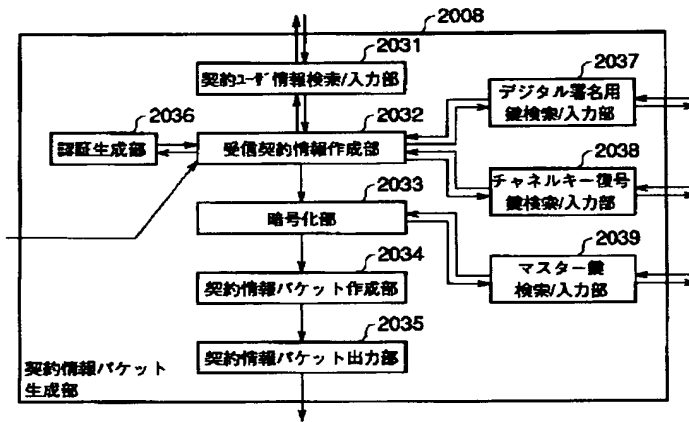 2008
2031
契約ユーザ情報検索/入力部
2037
デジタル署名用
鍵検索/入力部
2036
認証生成部
2032
受信契約情報作成部
2038
チャネルキー復号
鍵検索/入力部
2033
暗号化部
2039
マスター鍵
検索/入力部
2034
契約情報パケット作成部
2035
契約情報パケット出力部
契約情報パケット
生成部